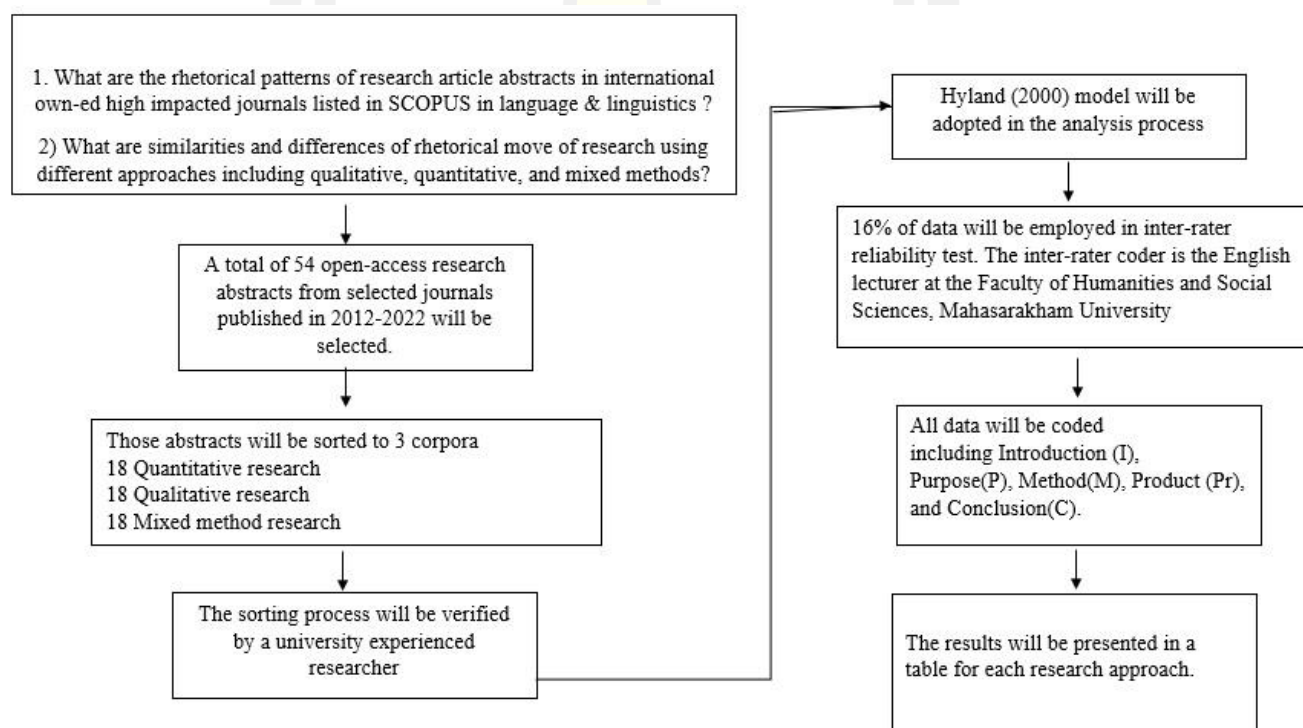 1. What are the rhetorical patterns of research article abstracts in international
own-ed high impacted journals listed in SCOPUS in language & linguistics ?
2) What are similarities and differences of rhetorical move of research using
different approaches including qualitative, quantitative, and mixed methods?
A total of 54 open-access research
abstracts from selected journals
published in 2012-2022 will be
selected.
Those abstracts will be sorted to 3 corpora
18 Quantitative research
18 Qualitative research
18 Mixed method research
The sorting process will be verified
by a university experienced
researcher
Hyland (2000) model will be
adopted in the analysis process
16% of data will be employed in inter-rater
reliability test. The inter-rater coder is the English
lecturer at the Faculty of Humanities and Social
Sciences, Mahasarakham University
All data will be coded
including Introduction (I),
Purpose(P), Method(M), Product (Pr),
and Conclusion(C).
The results will be presented in a
table for each research approach.